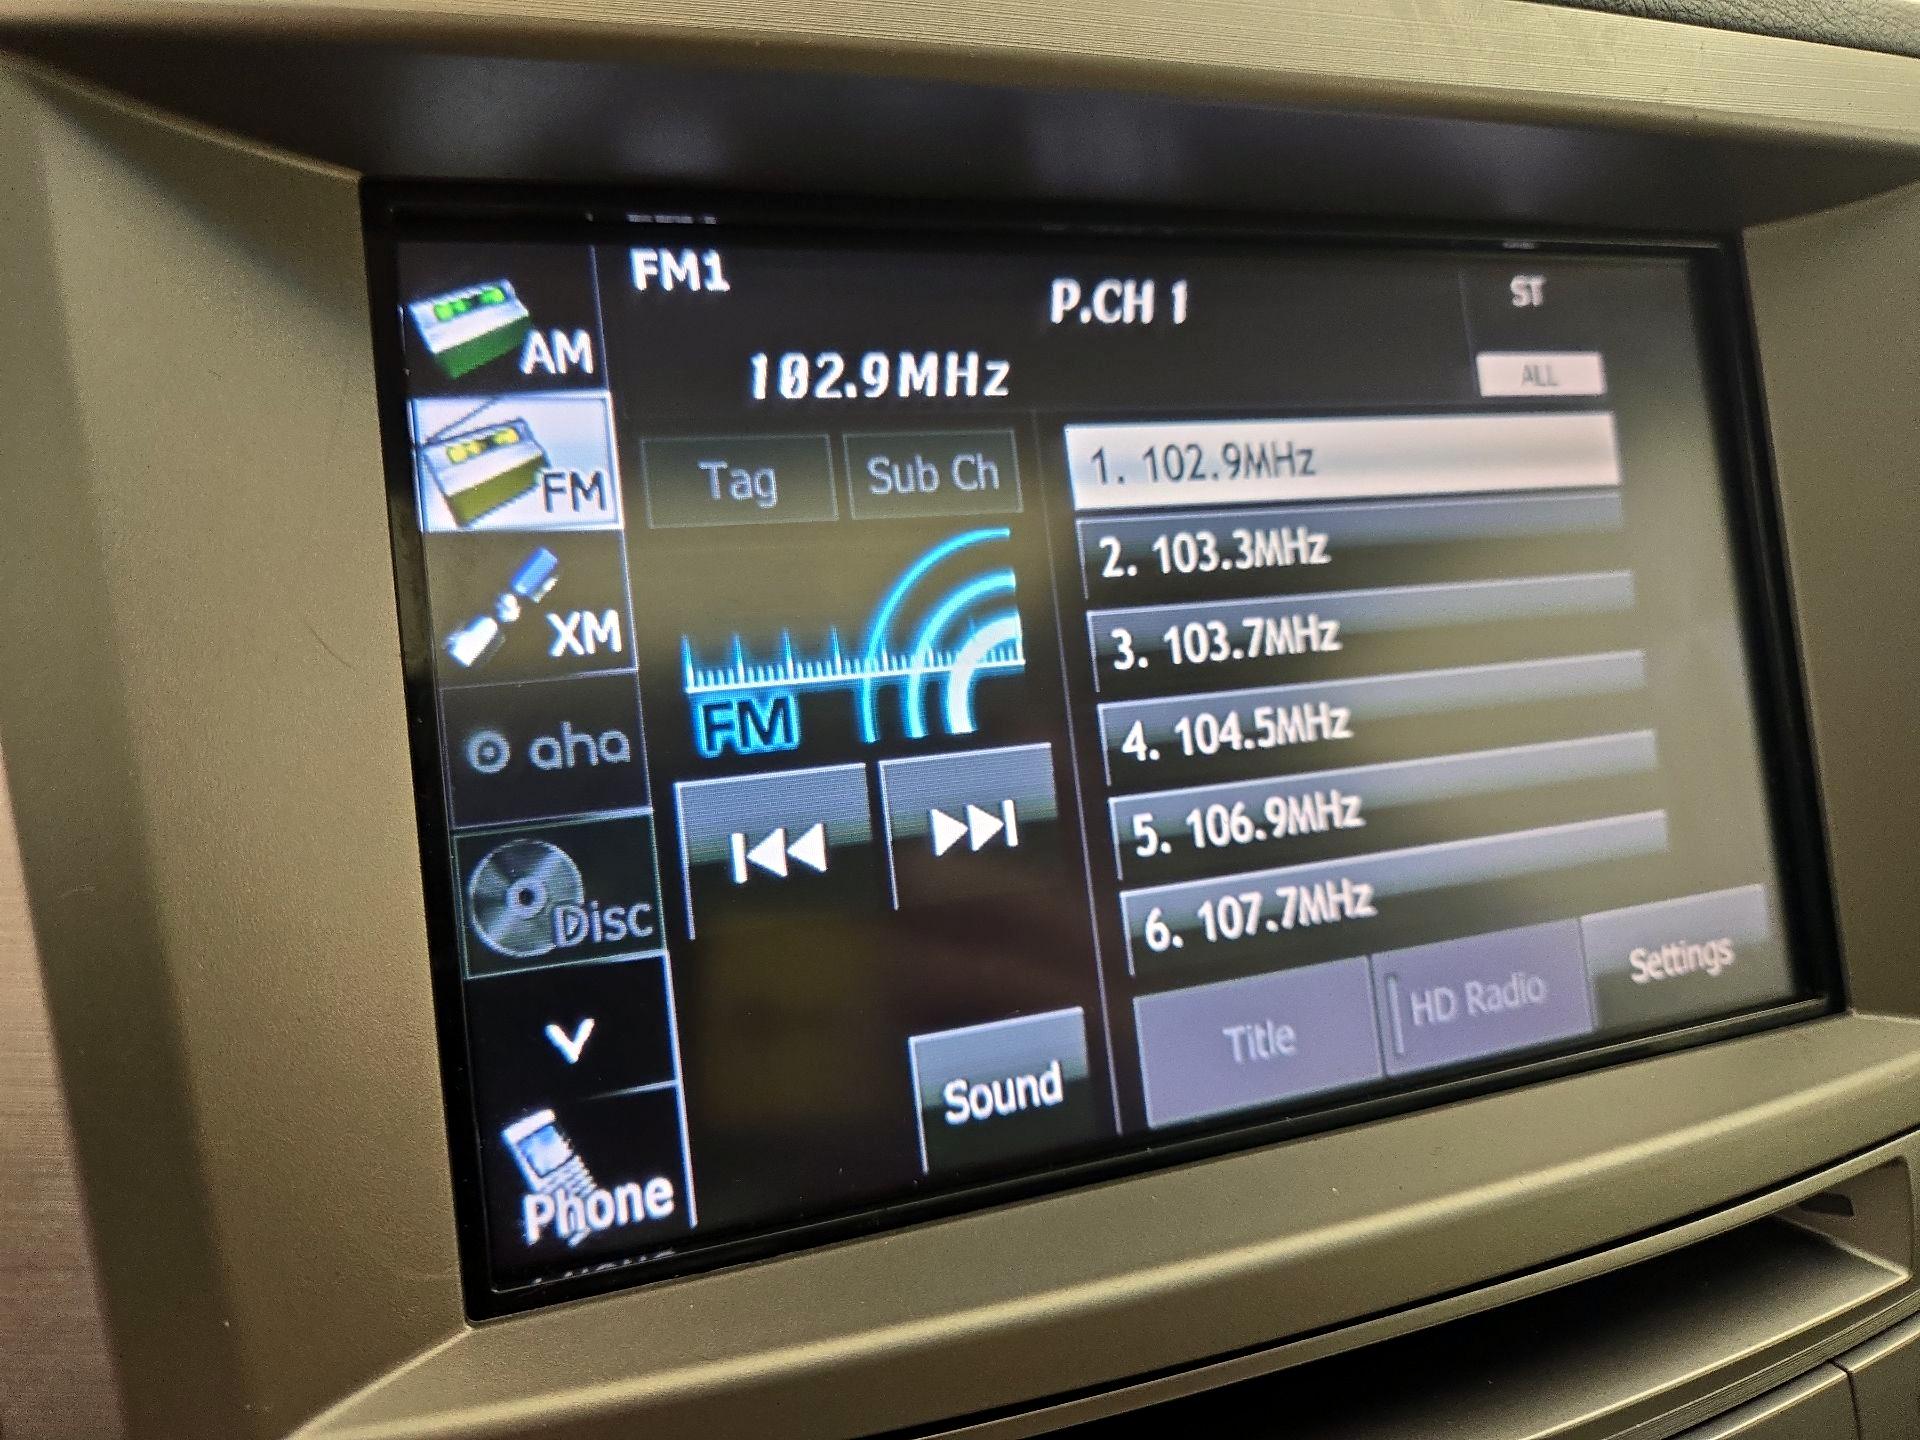 FM1
P.CH 1
ST
102.9MHz
ALL
AM
FM
XM
aha
Disc
Phone
Tag
Sub Ch
FM
Sound
1. 102.9MHz
2. 103.3MHz
3. 103.7MHz
4. 104.5MHz
5. 106.9MHz
6. 107.7MHz
Title
HD Radio
Settings